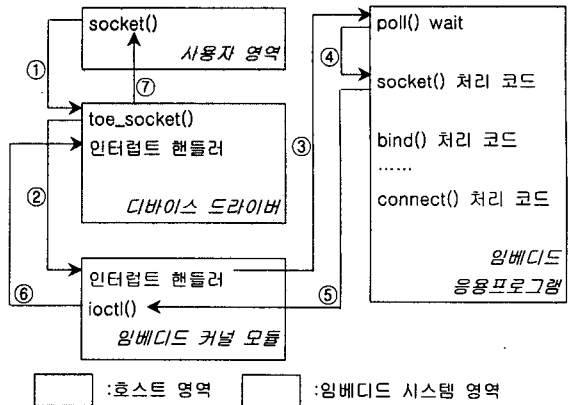 socket()
사용자 영역
①
⑦
toe_socket()
인터럽트 핸들러
디바이스 드라이버
②
③
인터럽트 핸들러
ioctl()
임베디드 커널 모듈
⑥
⑤
poll() wait
④
socket() 처리 코드
bind() 처리 코드
......
connect() 처리 코드
임베디드
응용프로그램
:호스트 영역
:임베디드 시스템 영역